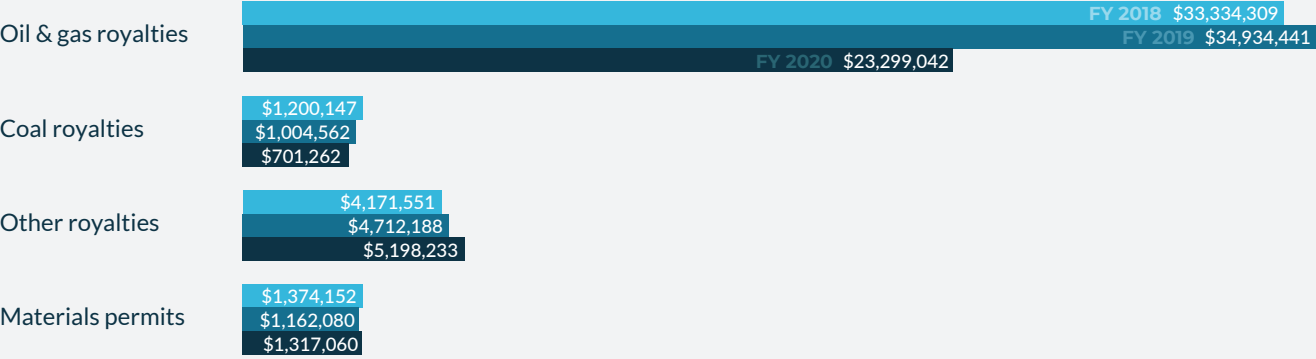 FY 2018 $33,334,309
Oil & gas royalties
FY 2019 $34,934,441
FY 2020 $23,299,042
$1,200,147
Coal royalties
$1,004,562
$701,262
$4,171,551
Other royalties
$4,712,188
$5,198,233
$1,374,152
Materials permits
$1,162,080
$1,317,060